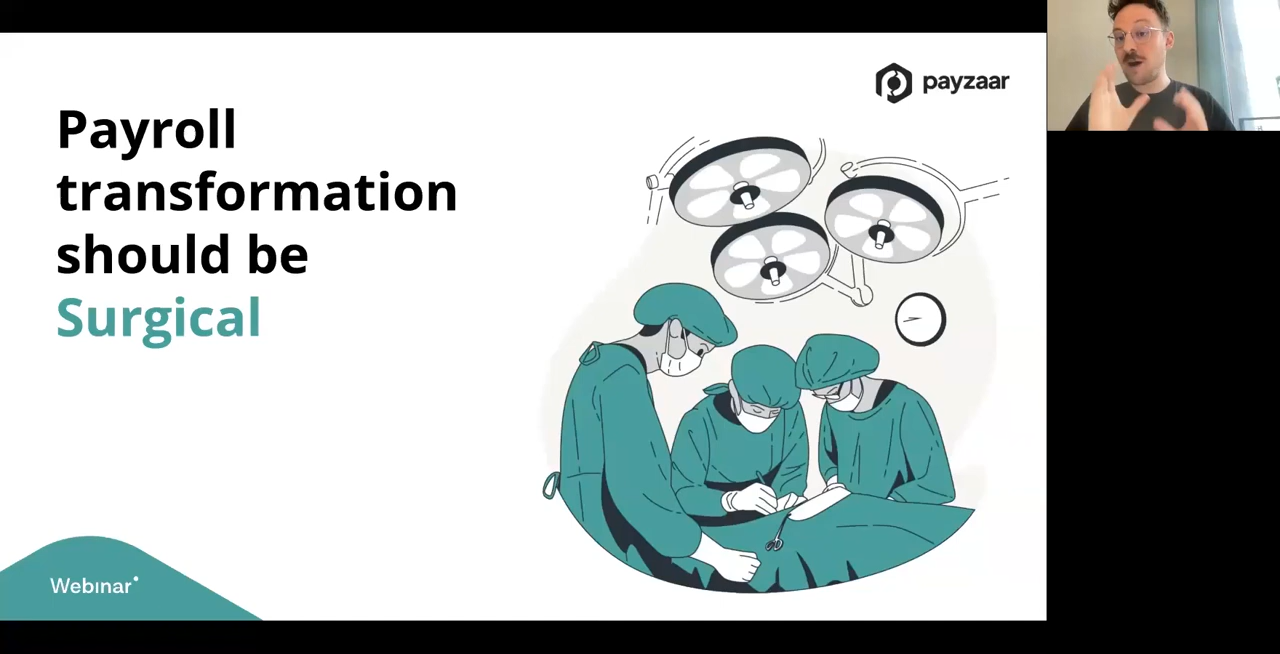 payzaar
Payroll
transformation
should be
Surgical
Webinar